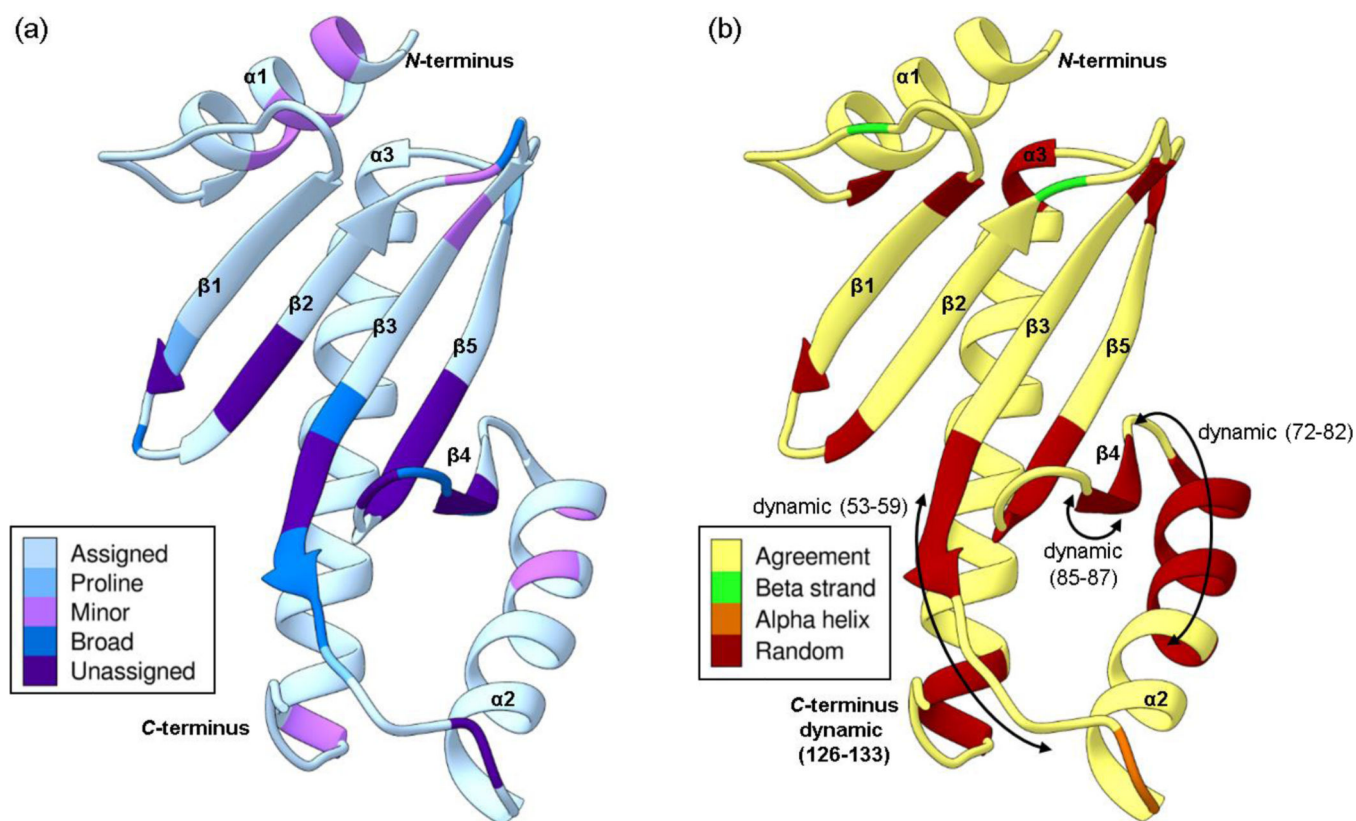 (a)
N-terminus
α1
α3
β1
β2
β3
β5
β4
Assigned
Proline
Minor
Broad
Unassigned
α2
C-terminus
(b)
N-terminus
α1
α3
β1
β2
β3
β5
β4
dynamic (72-82)
dynamic (53-59)
dynamic
(85-87)
Agreement
Beta strand
Alpha helix
Random
α2
C-terminus
dynamic
(126-133)